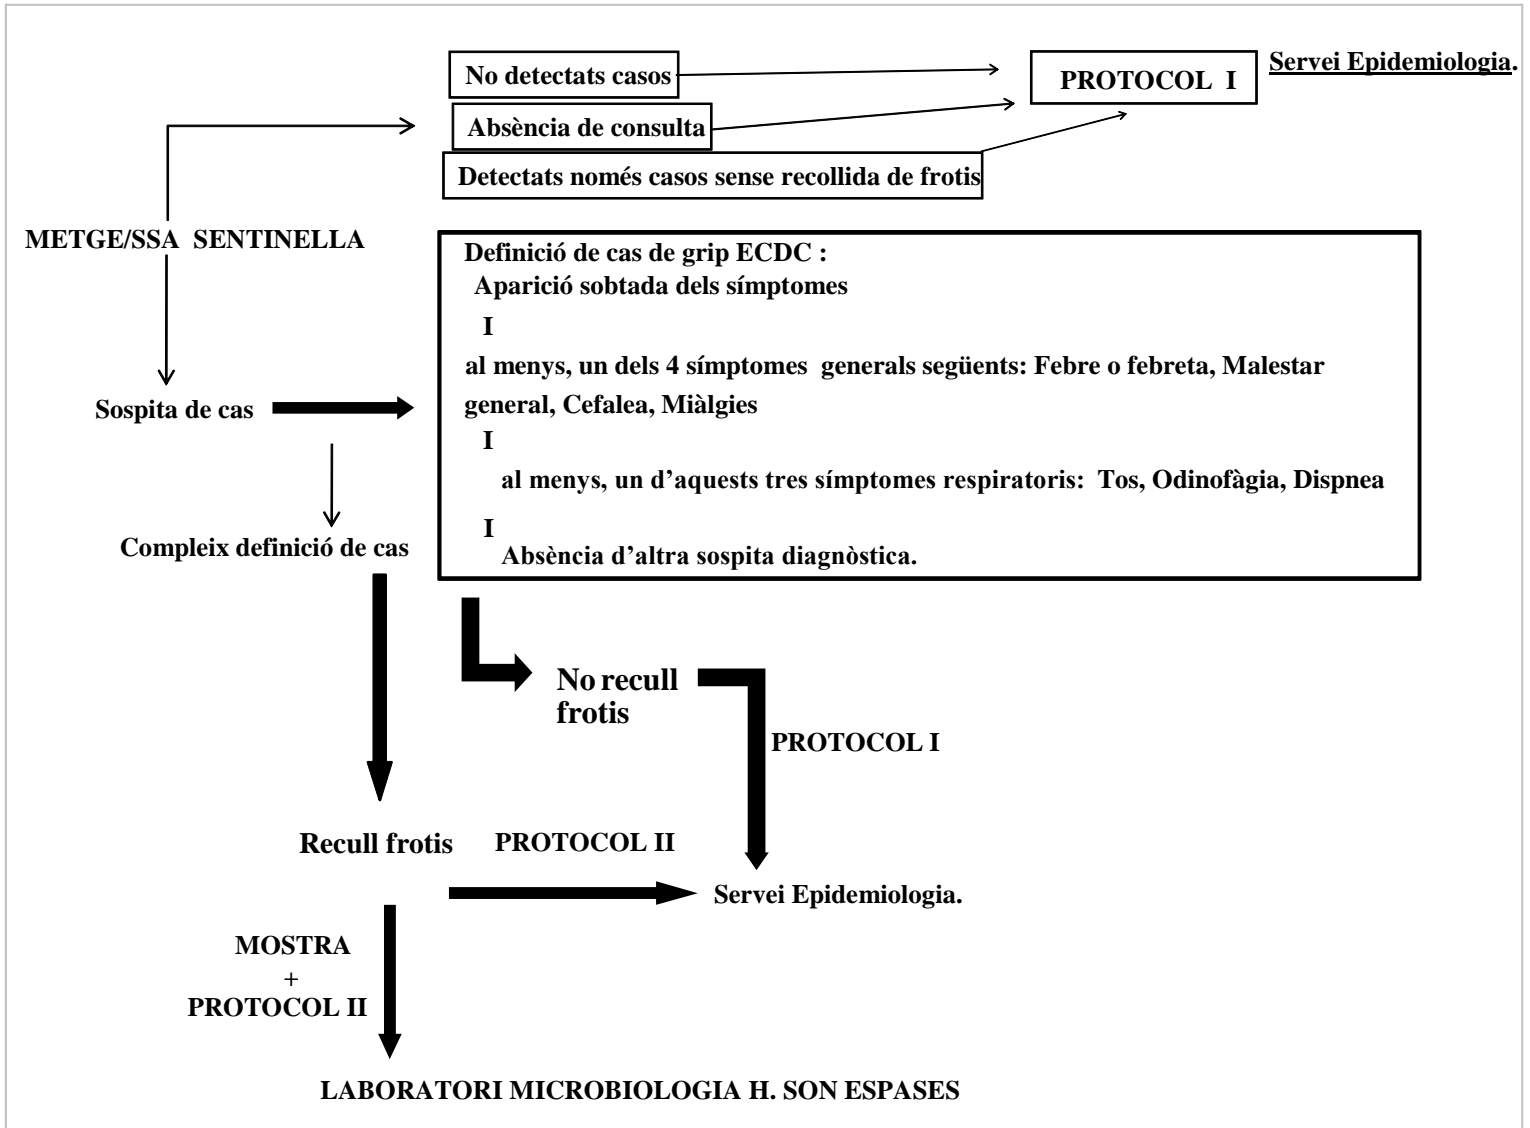 No detectats casos
PROTOCOL I
Servei Epidemiologia.
Absència de consulta
Detectats només casos sense recollida de frotis
METGE/SSA SENTINELLA
Definició de cas de grip ECDC :
Aparició sobtada dels símptomes
I
al menys, un dels 4 símptomes generals següents: Febre o febreta, Malestar
general, Cefalea, Miàlgies
I
al menys, un d’aquests tres símptomes respiratoris: Tos, Odinofàgia, Dispnea
I
Absència d’altra sospita diagnòstica.
Sospita de cas
Compleix definició de cas
No recull
frotis
PROTOCOL I
Recull frotis
PROTOCOL II
Servei Epidemiologia.
MOSTRA
+
PROTOCOL II
LABORATORI MICROBIOLOGIA H. SON ESPASES